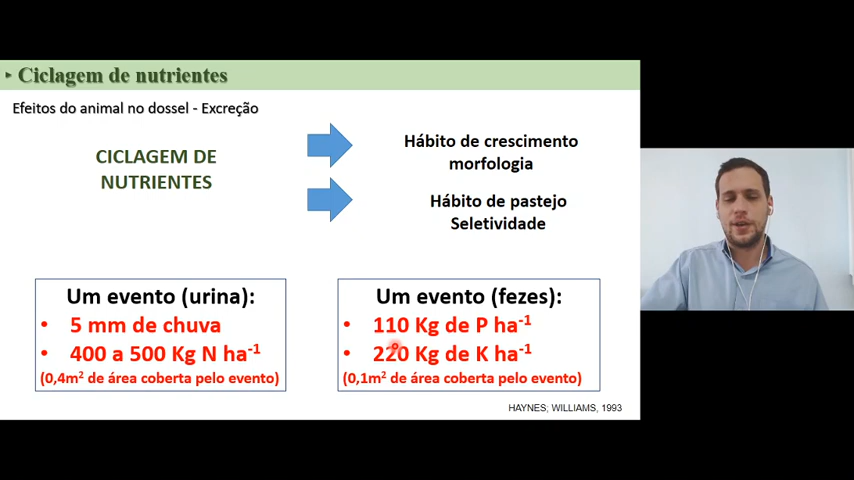 Ciclagem de nutrientes
Efeitos do animal no dossel - Excreção
CICLAGEM DE
NUTRIENTES
Hábito de crescimento
morfologia
Hábito de pastejo
Seletividade
Um evento (urina):
• 5 mm de chuva
• 400 a 500 Kg N ha⁻¹
(0,4m² de área coberta pelo evento)
Um evento (fezes):
• 110 Kg de P ha⁻¹
• 220 Kg de K ha⁻¹
(0,1m² de área coberta pelo evento)
HAYNES; WILLIAMS, 1993